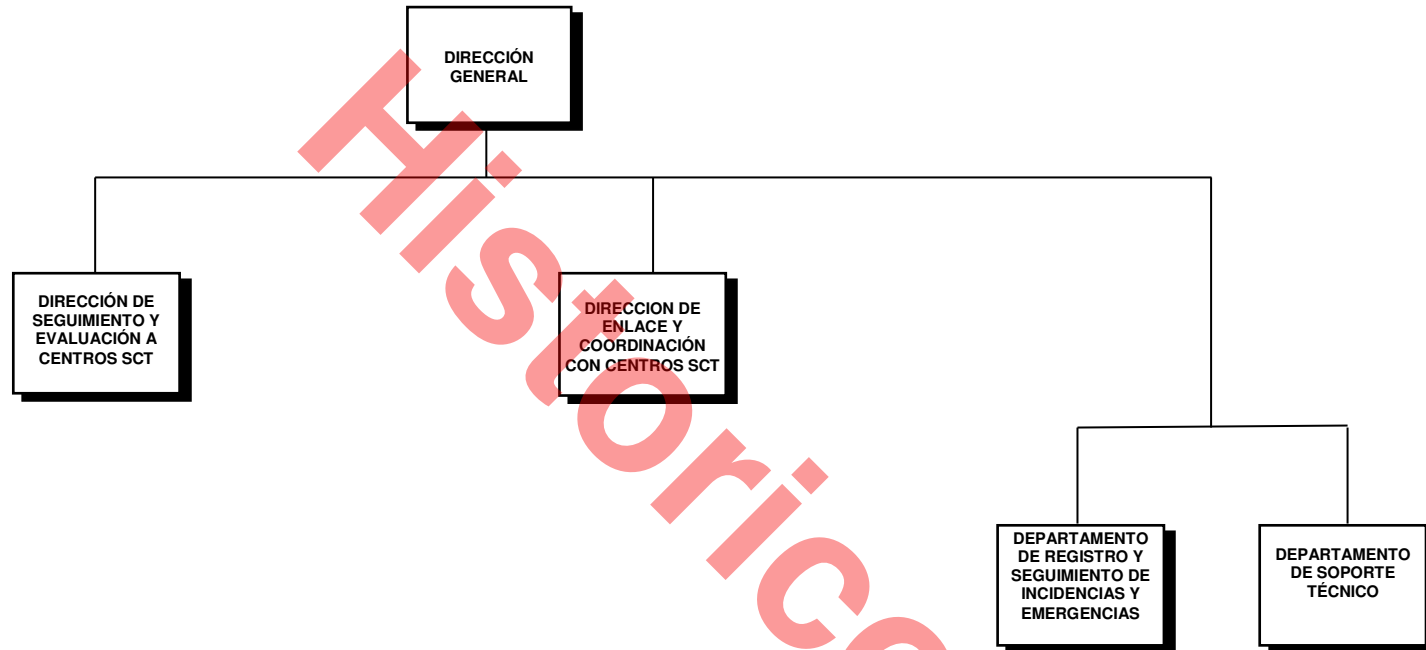 DIRECCIÓN
GENERAL
DIRECCIÓN DE
SEGUIMIENTO Y
EVALUACIÓN A
CENTROS SCT
DIRECCION DE
ENLACE Y
COORDINACIÓN
CON CENTROS SCT
DEPARTAMENTO
DE REGISTRO Y
SEGUIMIENTO DE
INCIDENCIAS Y
EMERGENCIAS
DEPARTAMENTO
DE SOPORTE
TÉCNICO
Historico